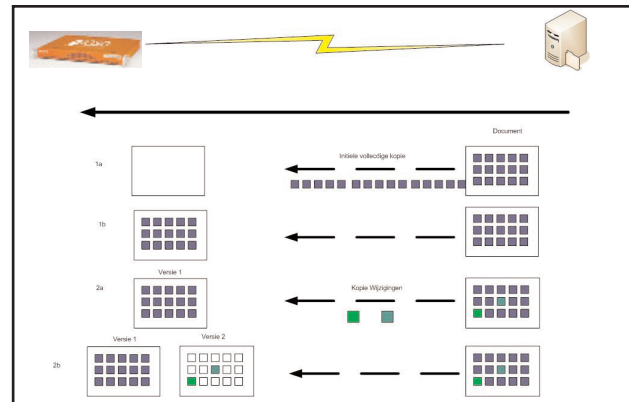 Document
Initiele volledige kopie
1a
1b
Versie 1
2a
Kopie Wijzigingen
Versie 1
Versie 2
2b